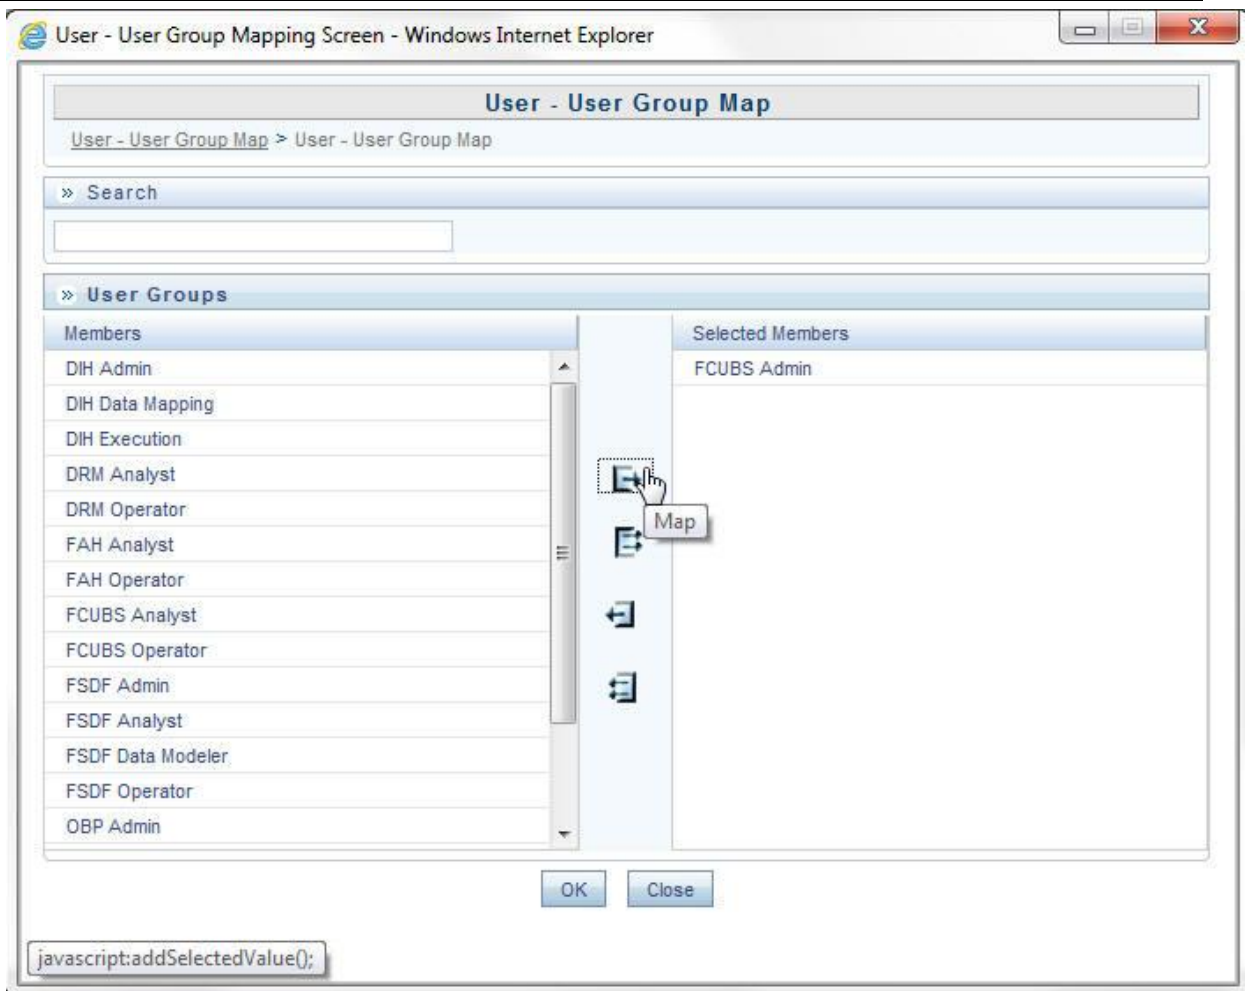 User - User Group Mapping Screen - Windows Internet Explorer
User - User Group Map
User - User Group Map > User - User Group Map
» Search
» User Groups
Members
DIH Admin
DIH Data Mapping
DIH Execution
DRM Analyst
DRM Operator
FAH Analyst
FAH Operator
FCUBS Analyst
FCUBS Operator
FSDF Admin
FSDF Analyst
FSDF Data Modeler
FSDF Operator
OBP Admin
Map
Selected Members
FCUBS Admin
OK Close
javascript:addSelectedValue();